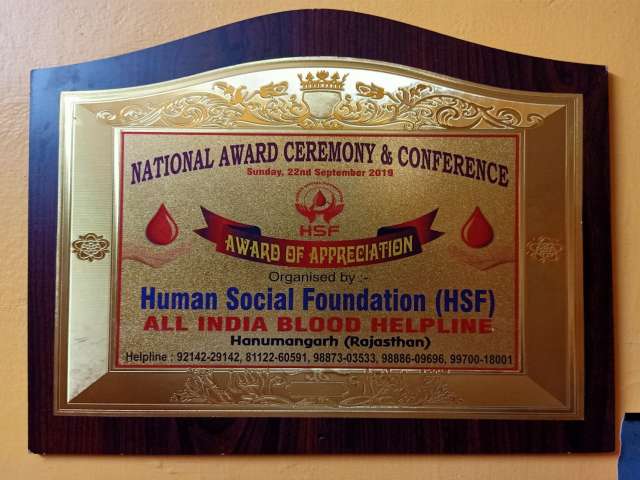 NATIONAL AWARD CEREMONY & CONFERENCE
Sunday, 22nd September 2019
HSF
AWARD OF APPRECIATION
Organised by :-
Human Social Foundation (HSF)
ALL INDIA BLOOD HELPLINE
Hanumangarh (Rajasthan)
Helpline : 92142-29142, 81122-60591, 98873-03533, 98886-09696, 99700-18001